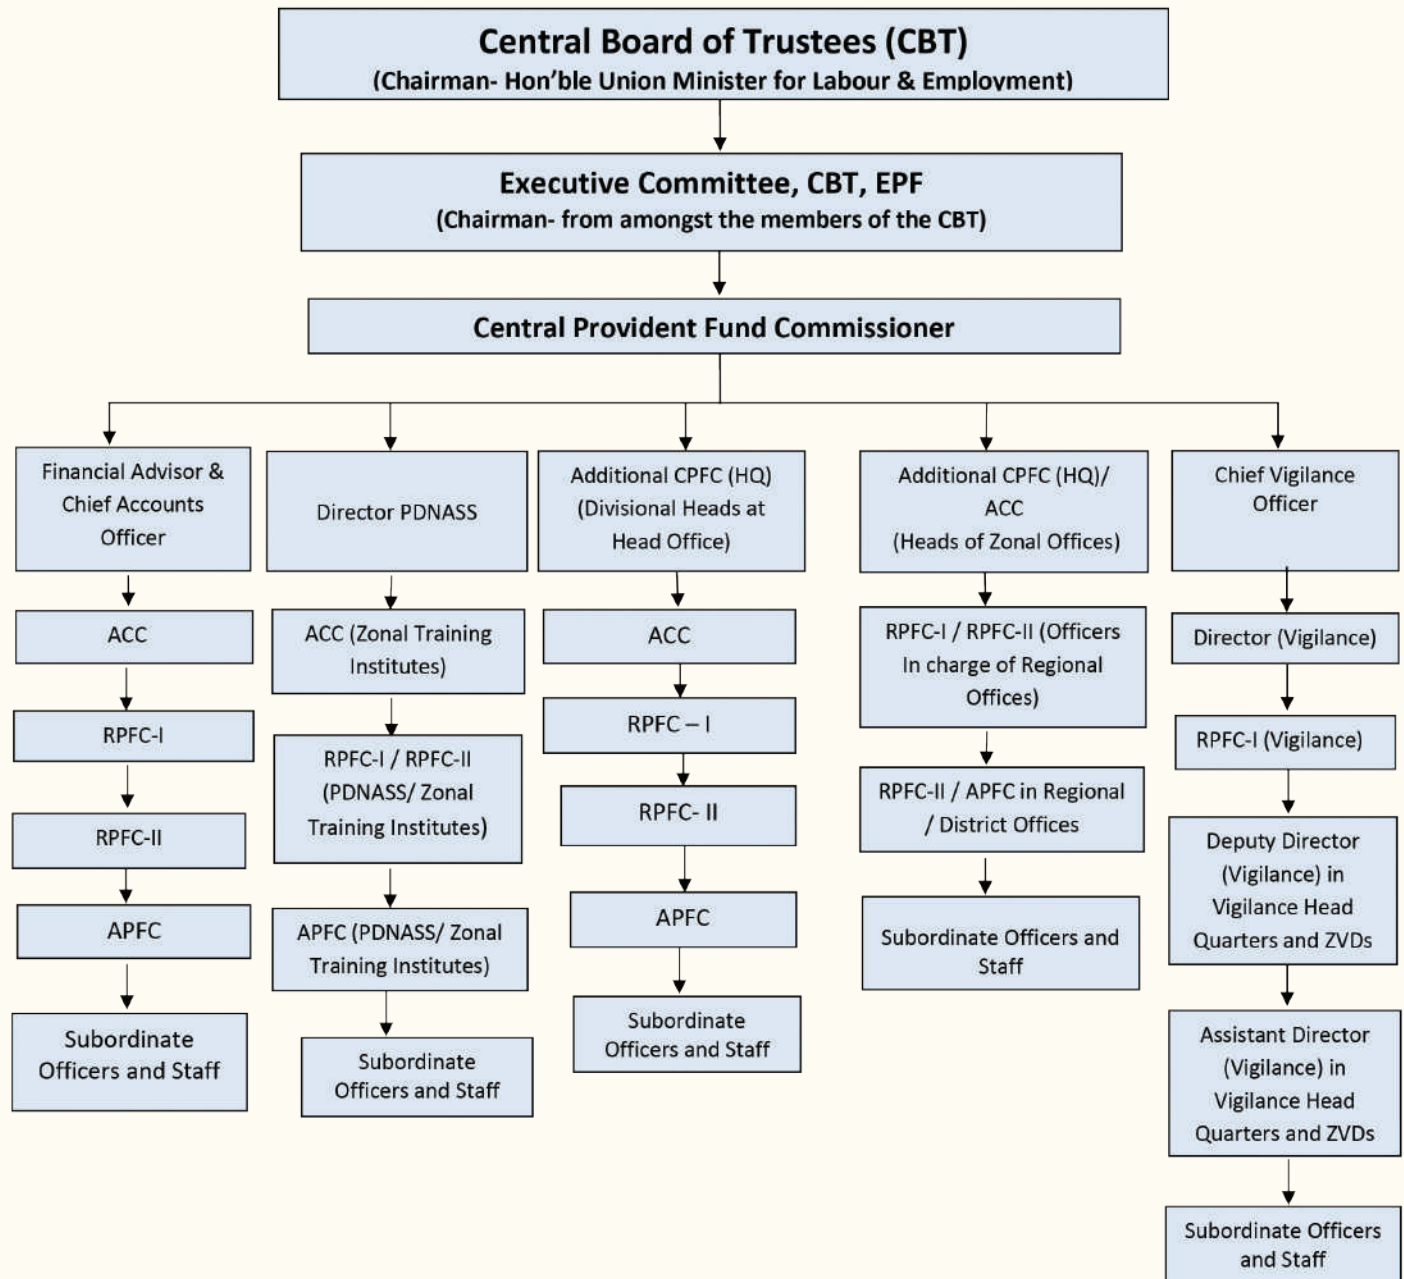 Central Board of Trustees (CBT)
(Chairman- Hon'ble Union Minister for Labour & Employment)
Executive Committee, CBT, EPF
(Chairman- from amongst the members of the CBT)
Central Provident Fund Commissioner
Financial Advisor &
Chief Accounts
Officer
ACC
RPFC-I
RPFC-II
APFC
Subordinate
Officers and Staff
Director PDNASS
ACC (Zonal Training
Institutes)
RPFC-I / RPFC-II
(PDNASS/ Zonal
Training Institutes)
APFC (PDNASS/ Zonal
Training Institutes)
Subordinate
Officers and Staff
Additional CPFC (HQ)
(Divisional Heads at
Head Office)
ACC
RPFC – I
RPFC- II
APFC
Subordinate
Officers and Staff
Additional CPFC (HQ)/
ACC
(Heads of Zonal Offices)
RPFC-I / RPFC-II (Officers
In charge of Regional
Offices)
RPFC-II / APFC in Regional
/ District Offices
Subordinate Officers and
Staff
Chief Vigilance
Officer
Director (Vigilance)
RPFC-I (Vigilance)
Deputy Director
(Vigilance) in
Vigilance Head
Quarters and ZVDs
Assistant Director
(Vigilance) in
Vigilance Head
Quarters and ZVDs
Subordinate Officers
and Staff